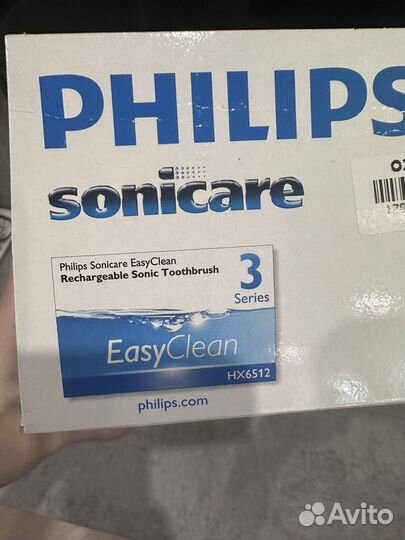 PHILIPS
sonicare
Philips Sonicare EasyClean
Rechargeable Sonic Toothbrush
3
Series
EasyClean
HX6512
philips.com
Avito